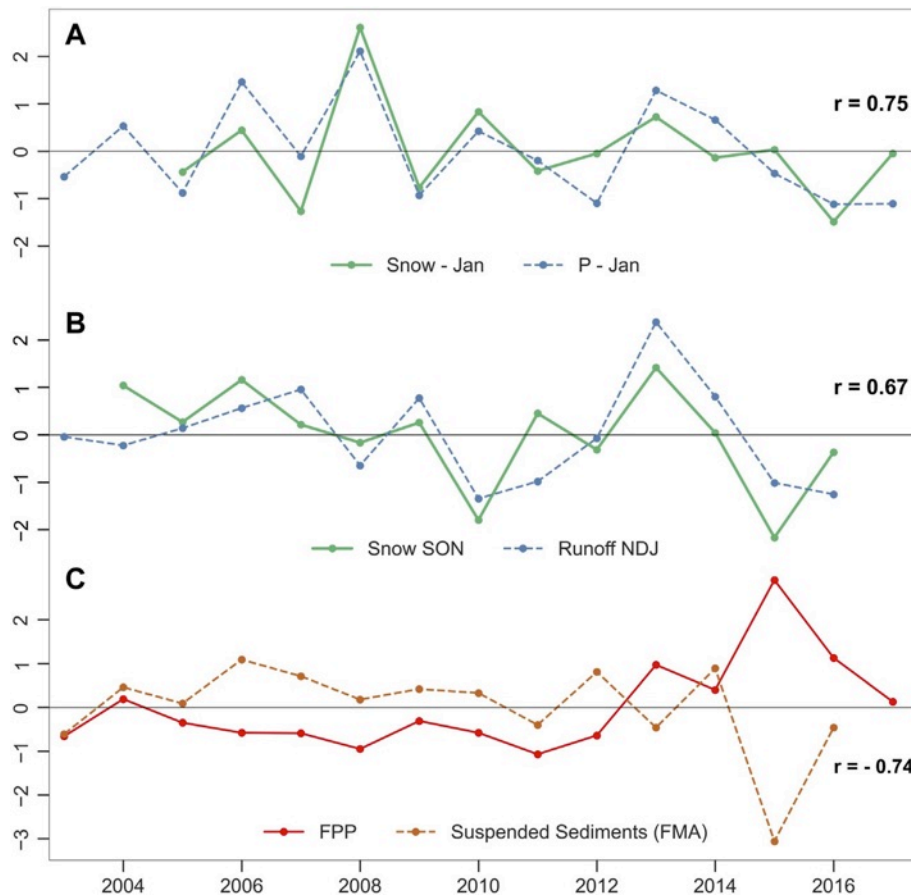 A
2
1
0
−1
−2
r = 0.75
Snow - Jan
P - Jan
B
2
1
0
−1
−2
r = 0.67
Snow SON
Runoff NDJ
C
2
1
0
−1
−2
−3
r = - 0.74
FPP
Suspended Sediments (FMA)
2004 2006 2008 2010 2012 2014 2016